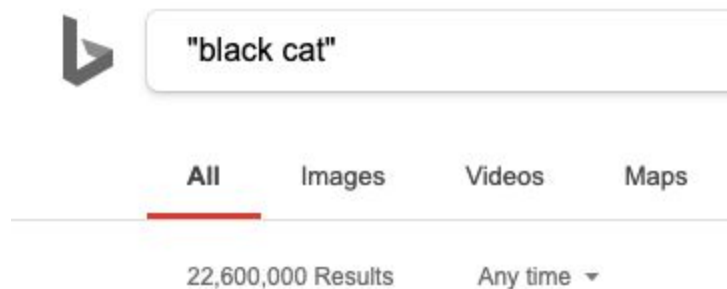 "black cat"
All Images Videos Maps
22,600,000 Results Any time